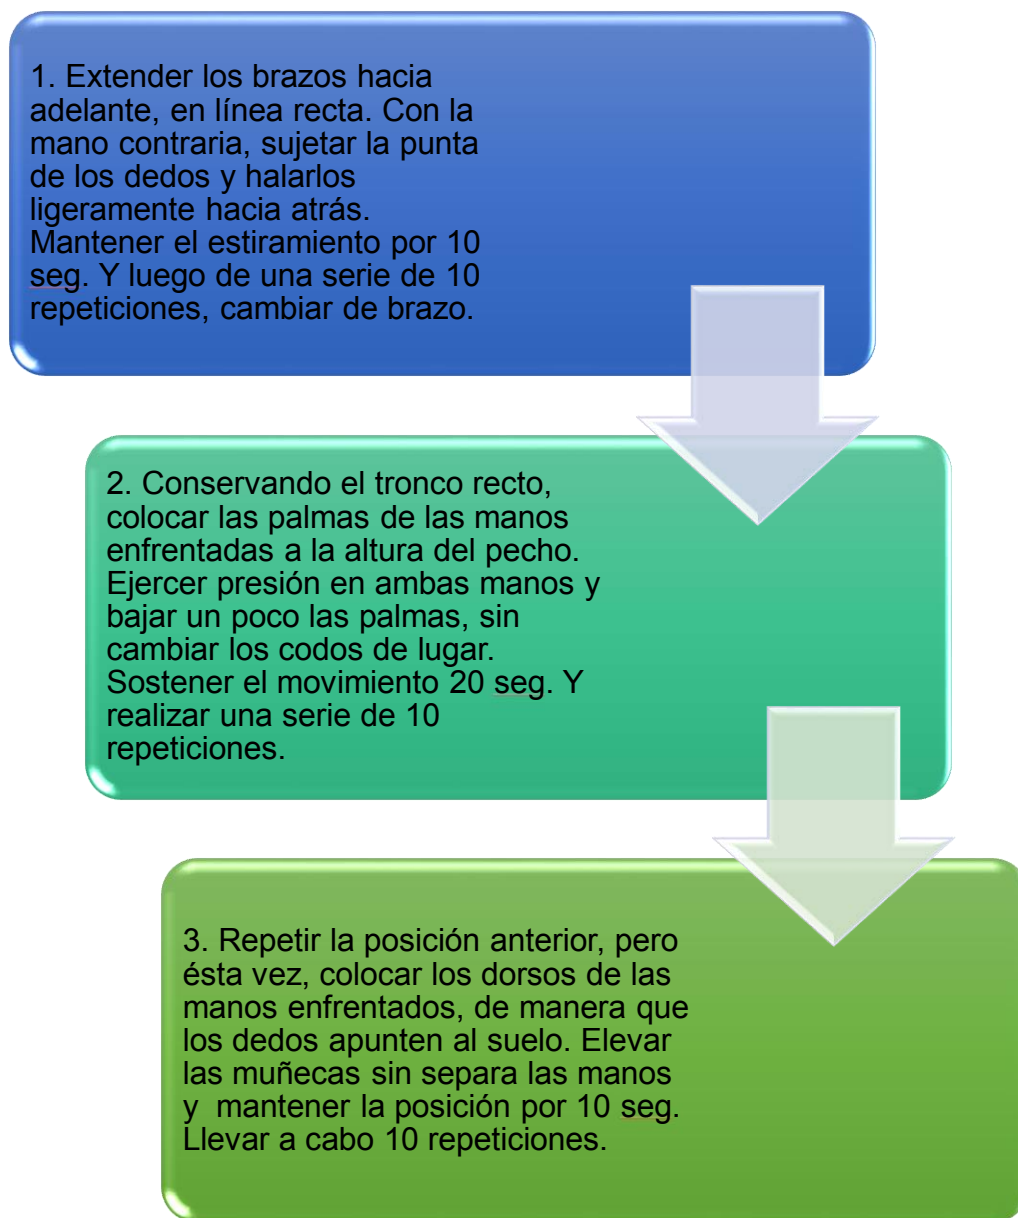 1. Extender los brazos hacia
adelante, en línea recta. Con la
mano contraria, sujetar la punta
de los dedos y halarlos
ligeramente hacia atrás.
Mantener el estiramiento por 10
seg. Y luego de una serie de 10
repeticiones, cambiar de brazo.
2. Conservando el tronco recto,
colocar las palmas de las manos
enfrentadas a la altura del pecho.
Ejercer presión en ambas manos y
bajar un poco las palmas, sin
cambiar los codos de lugar.
Sostener el movimiento 20 seg. Y
realizar una serie de 10
repeticiones.
3. Repetir la posición anterior, pero
ésta vez, colocar los dorsos de las
manos enfrentados, de manera que
los dedos apunten al suelo. Elevar
las muñecas sin separa las manos
y  mantener la posición por 10 seg.
Llevar a cabo 10 repeticiones.